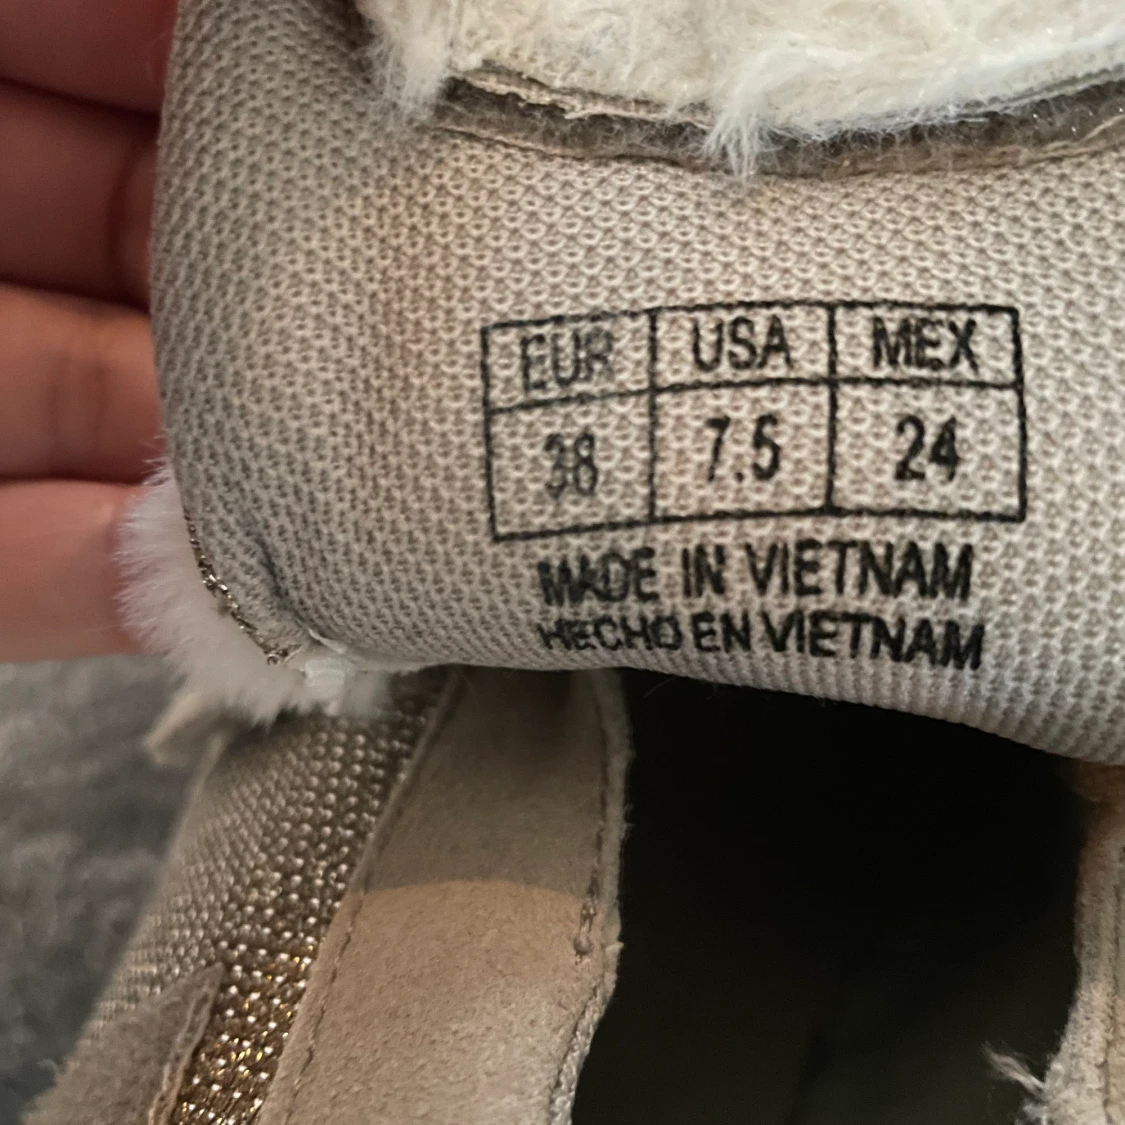 EUR USA MEX
38 7.5 24
MADE IN VIETNAM
HECHO EN VIETNAM